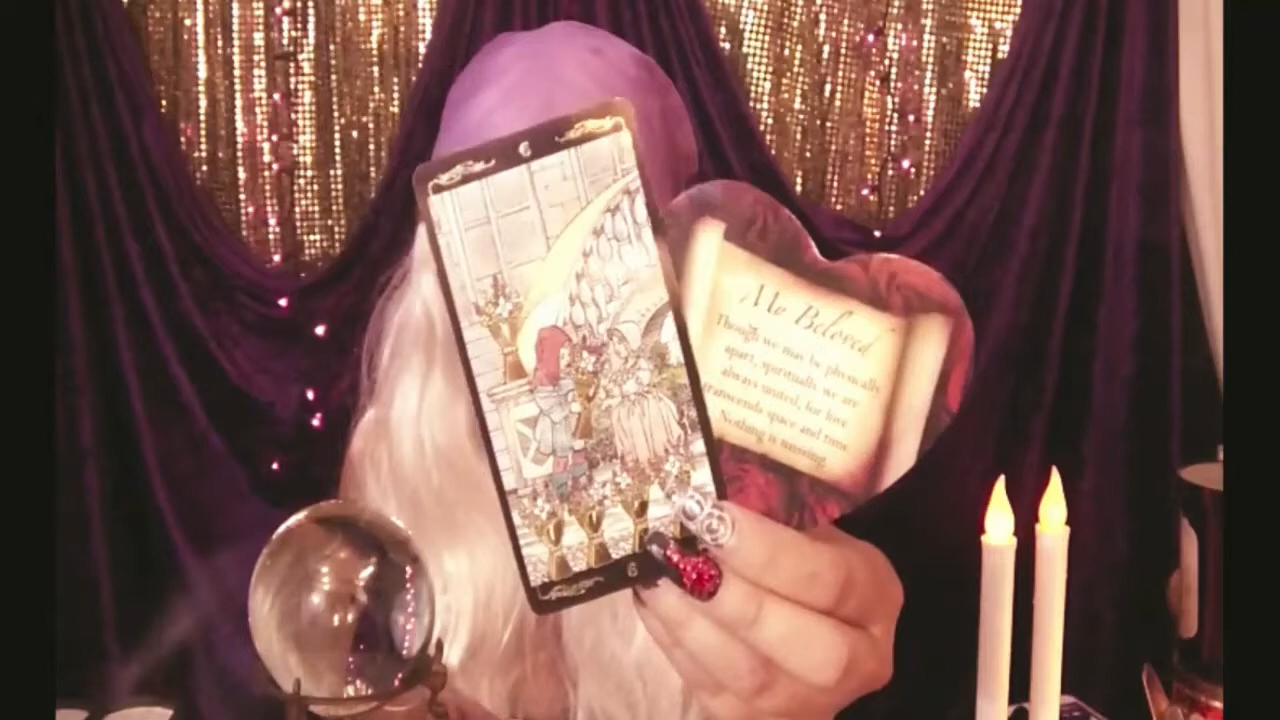 6
My Beloved
Though we may be physically
apart, spiritually we are
always united, for love
transcends space and time
Nothing is missing
6